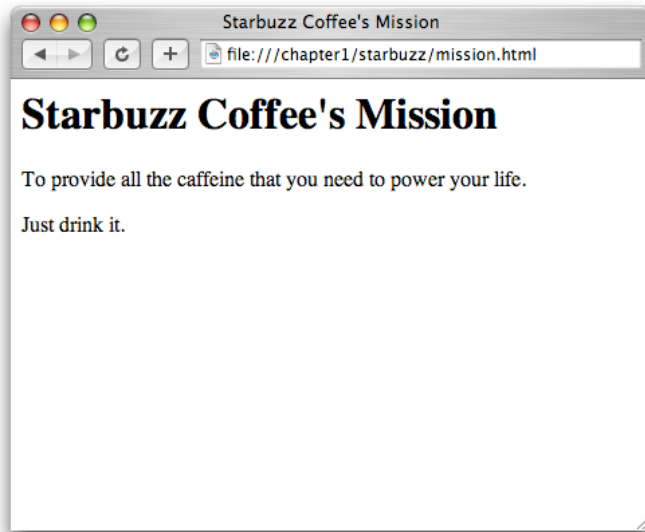 Starbuzz Coffee's Mission
file:///chapter1/starbuzz/mission.html
Starbuzz Coffee's Mission
To provide all the caffeine that you need to power your life.
Just drink it.